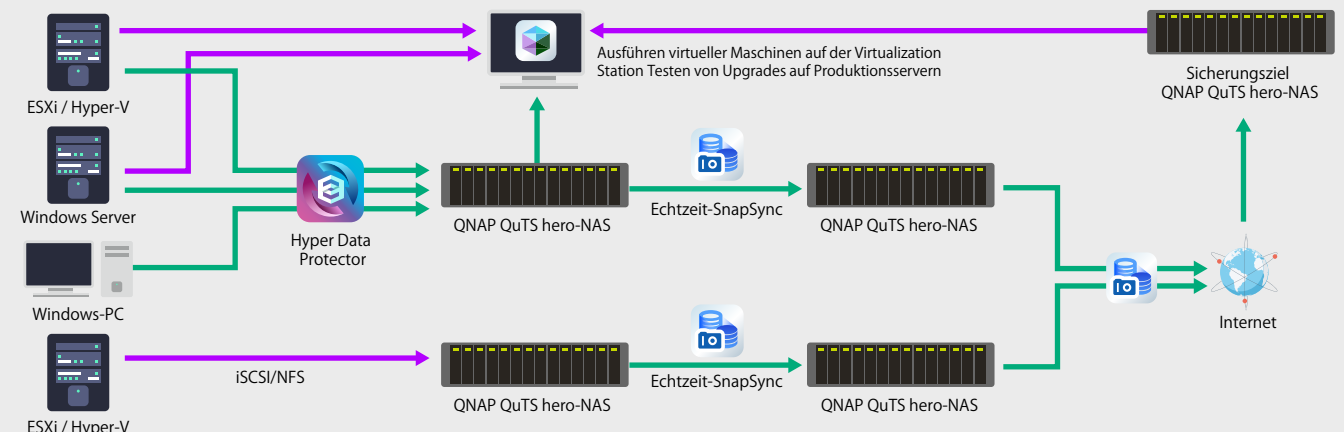 ESXi / Hyper-V
Ausführen virtueller Maschinen auf der Virtualization
Station Testen von Upgrades auf Produktionsservern
Sicherungsziel
QNAP QuTS hero-NAS
Windows Server
Hyper Data
Protector
QNAP QuTS hero-NAS
Echtzeit-SnapSync
QNAP QuTS hero-NAS
Windows-PC
Internet
iSCSI/NFS
QNAP QuTS hero-NAS
Echtzeit-SnapSync
QNAP QuTS hero-NAS
ESXi / Hyper-V